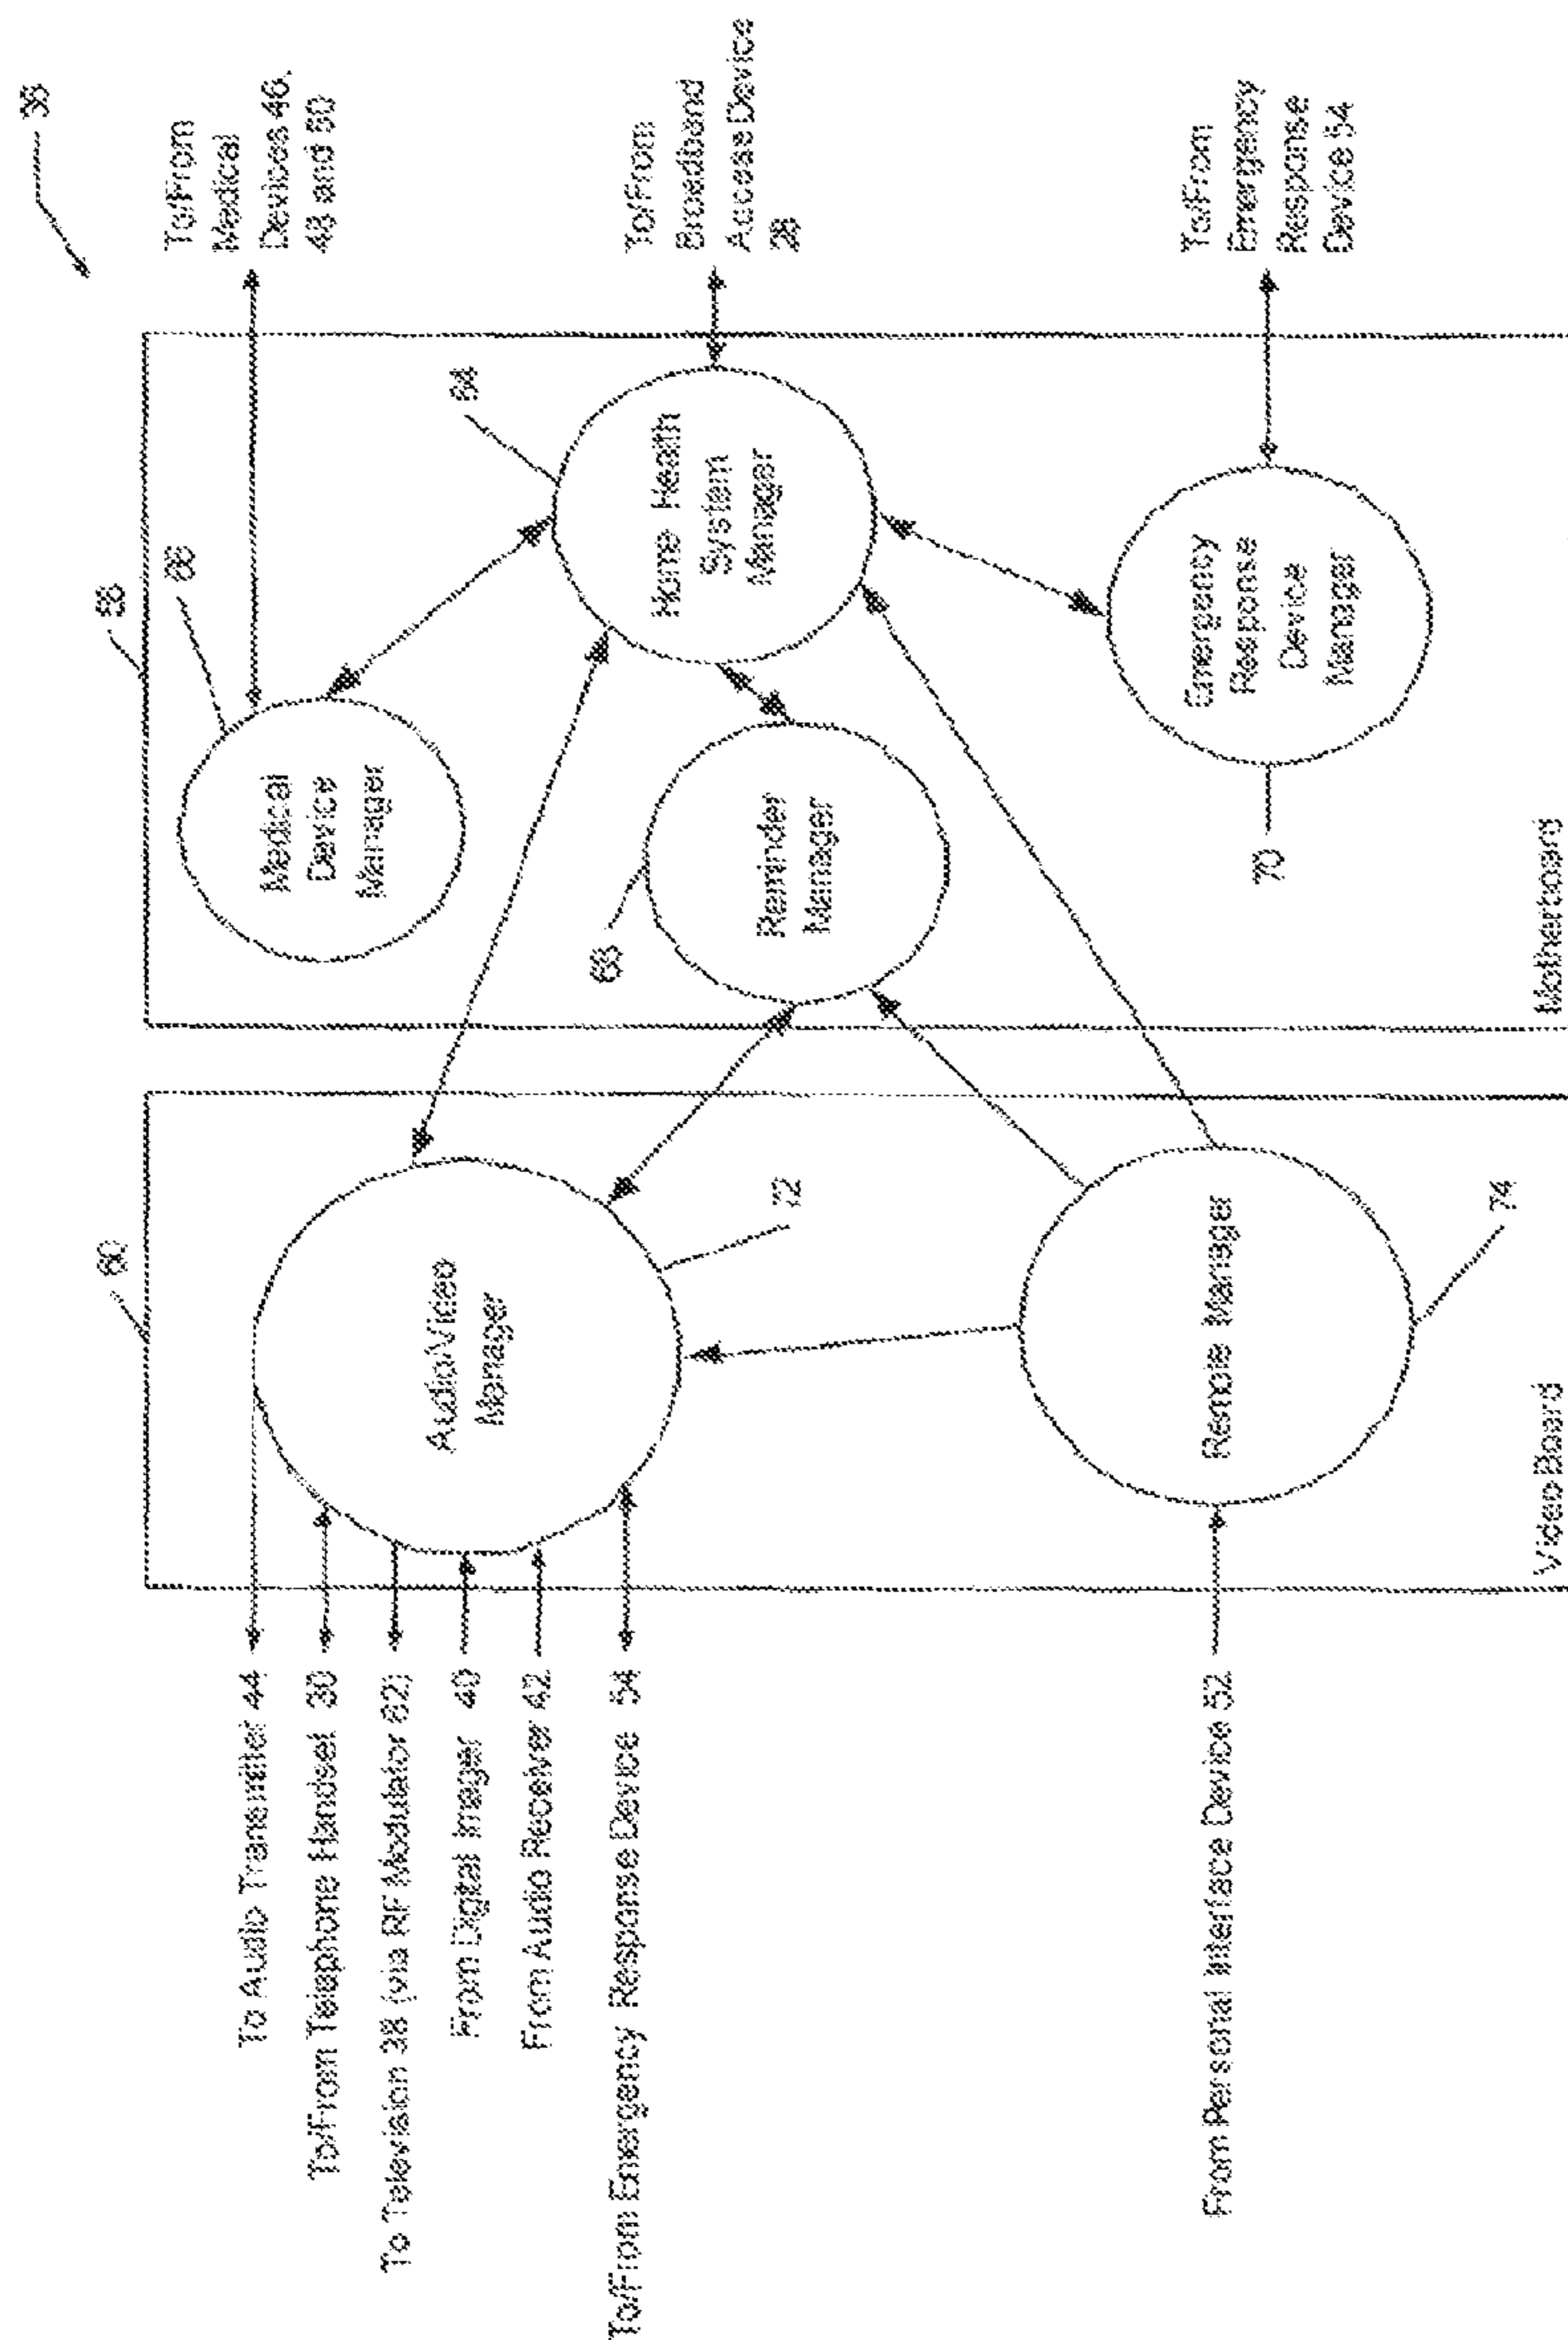 To/From
Medical
Devices 46,
48 and 50
To/From
Broadband
Access Device
28
To/From
Emergency
Response
Device 54
64
66
Home Health
System
Manager
Medical
Device
Manager
Reminder
Manager
68
Emergency
Response
Device
Manager
70
Motherboard
60
Audio/Video
Manager
72
Remote Manager
74
Video Board
To Audio Transmitter 44
To/From Telephone Handset 30
To Television 38 (via RF Modulator 62)
From Digital Imager 40
From Audio Receiver 42
To/From Emergency Response Device 54
From Personal Interface Device 52